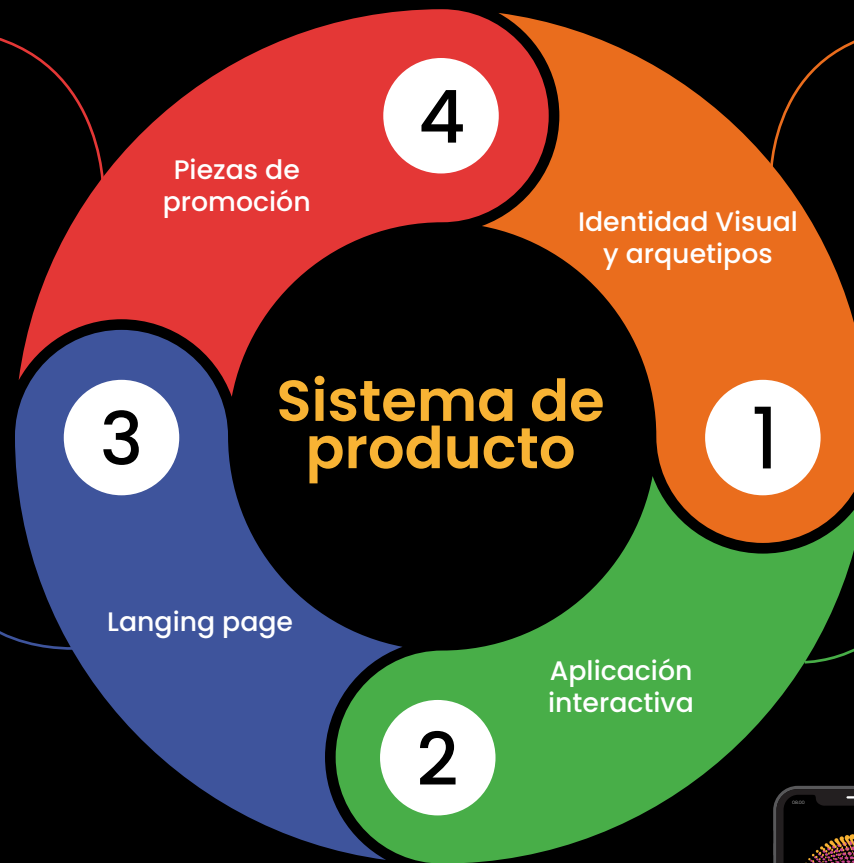 4
Piezas de
promoción
Identidad Visual
y arquetipos
Sistema de
producto
3
1
Langing page
Aplicación
interactiva
2